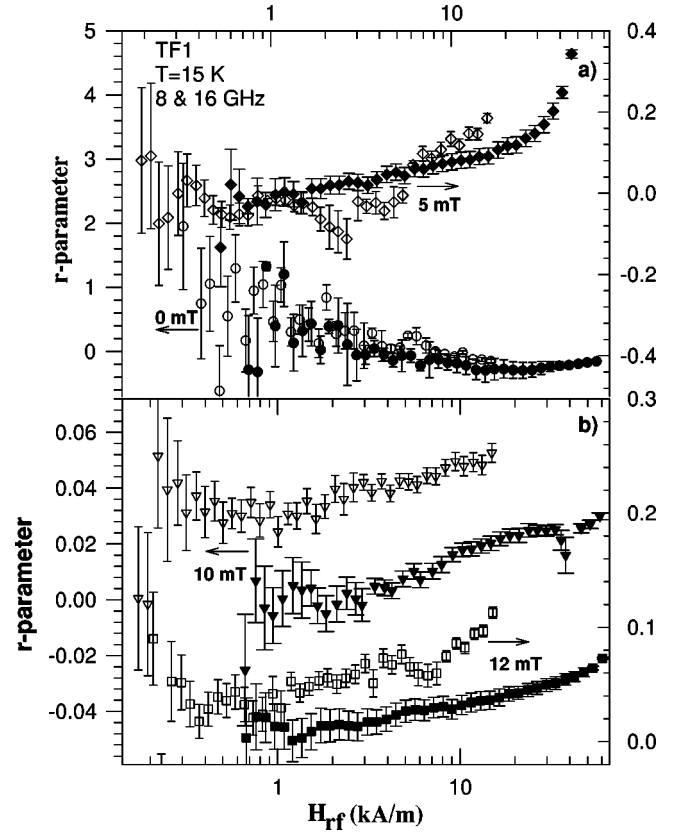 1 10
5 0.4
TF1
T=15 K
8 & 16 GHz
a)
4 0.2
3
0.0
5 mT
2
r-parameter
1 -0.2
0 mT
0 -0.4
0.3
b)
0.06
0.04
0.2
0.02
10 mT
r-parameter
0.00
0.1
12 mT
-0.02
-0.04
0.0
1 10
Hrf (kA/m)